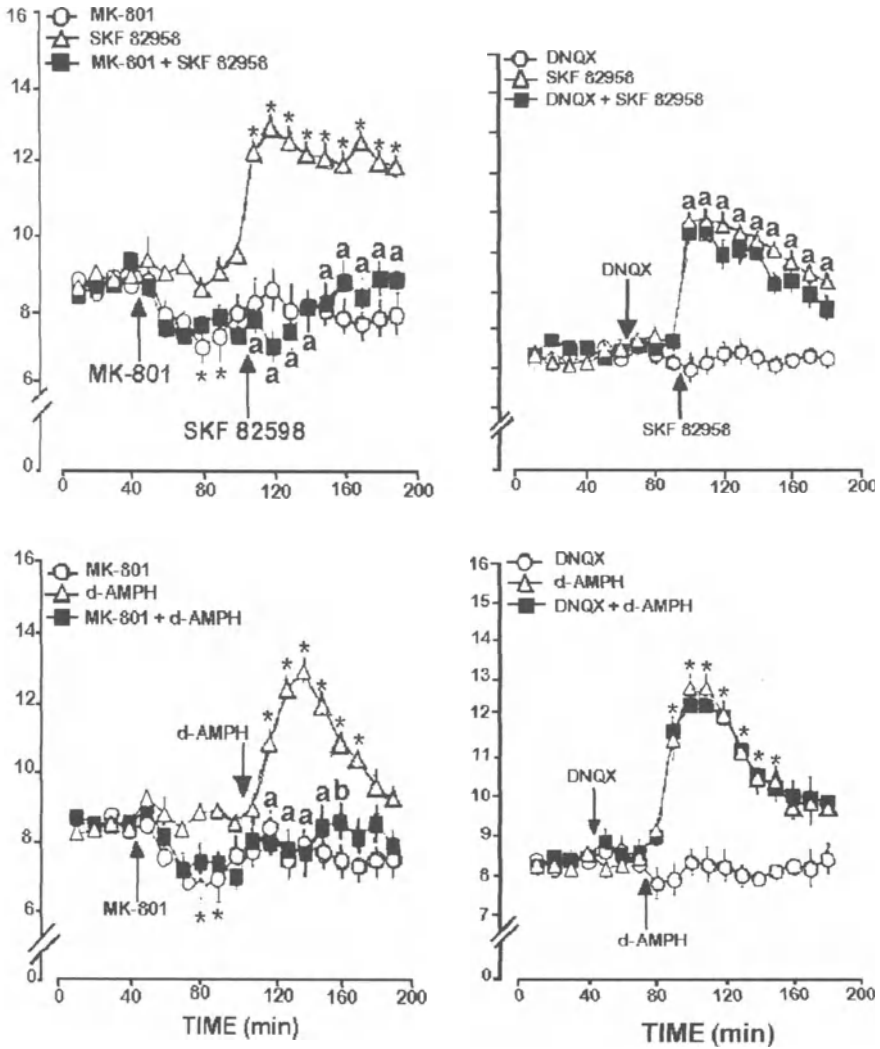 16
14
12
10
8
6
0
MK-801
SKF 82958
MK-801 + SKF 82958
* * * * * * * * *
a a a a a a a a a
* *
MK-801
SKF 82598
0 40 80 120 160 200
DNQX
SKF 82958
DNQX + SKF 82958
a a a a a a a a a
DNQX
SKF 82958
0 40 80 120 160 200
16
14
12
10
8
6
0
MK-801
d-AMPH
MK-801 + d-AMPH
* * * * * *
d-AMPH
a a a a b
MK-801
* *
0 40 80 120 160 200
TIME (min)
16
15
14
13
12
11
10
9
8
7
0
DNQX
d-AMPH
DNQX + d-AMPH
* * * * * * *
DNQX
d-AMPH
0 40 80 120 160 200
TIME (min)